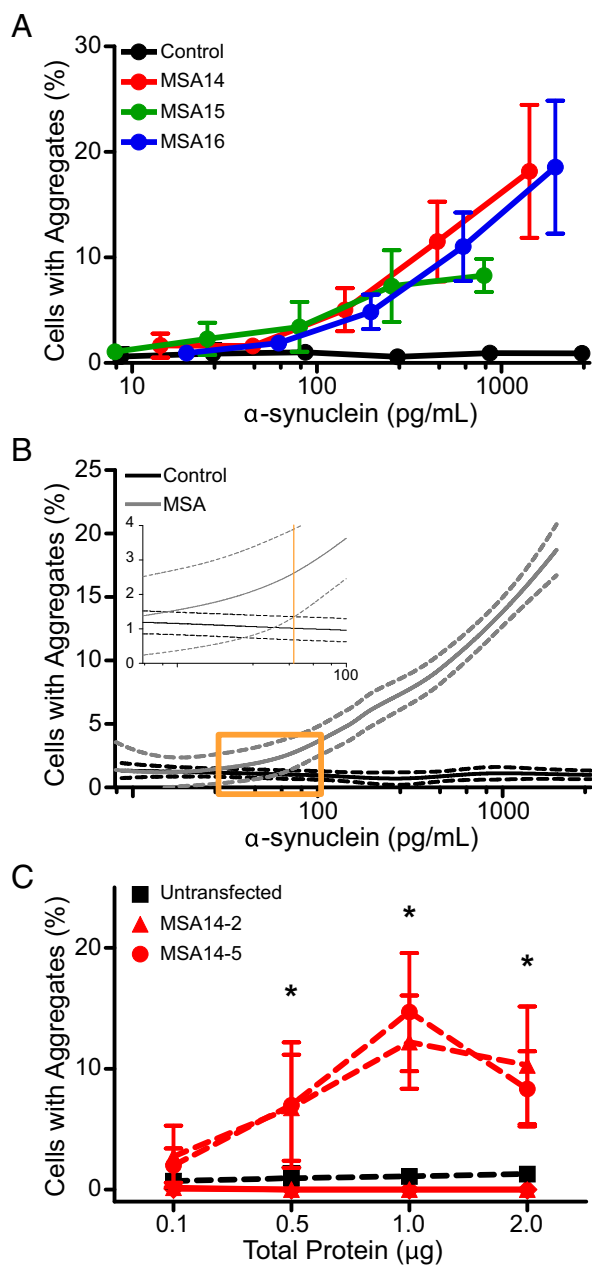 A
Cells with Aggregates (%)
30
20
10
0
Control
MSA14
MSA15
MSA16
10
100
1000
α-synuclein (pg/mL)
B
Cells with Aggregates (%)
25
20
15
10
5
0
Control
MSA
4
3
2
1
0
100
100
1000
α-synuclein (pg/mL)
C
Cells with Aggregates (%)
20
10
0
Untransfected
MSA14-2
MSA14-5
*
*
*
0.1
0.5
1.0
2.0
Total Protein (μg)